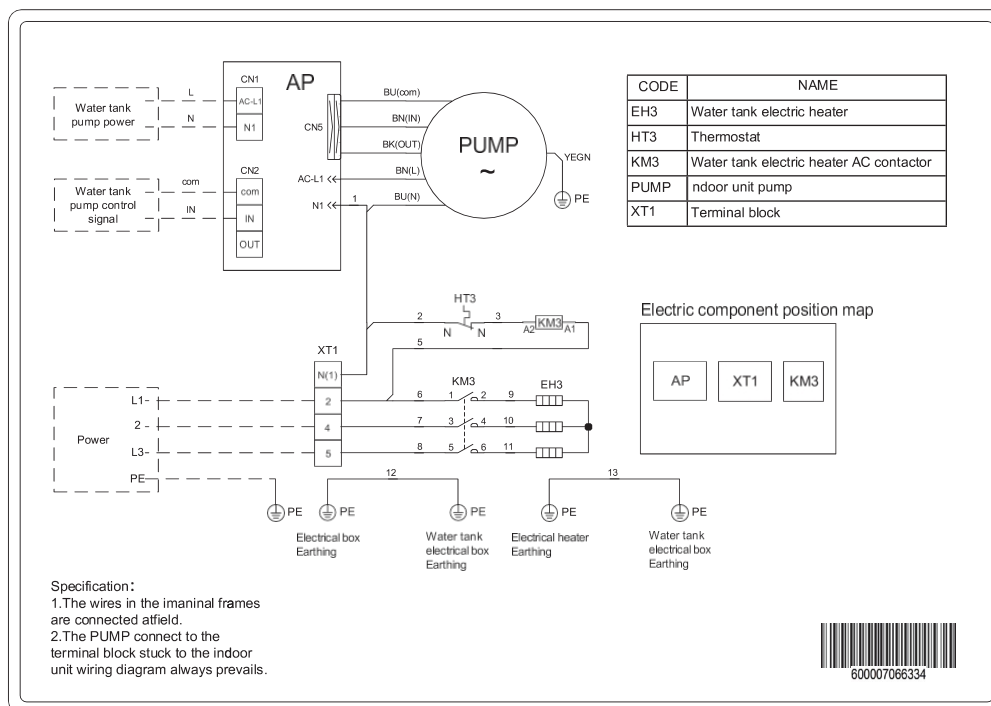 CN1
AP
L
AC-L1
BU(com)
Water tank
pump power
N
N1
CN5
BN(IN)
BK(OUT)
PUMP
~
YEGN
CN2
AC-L1
BN(L)
PE
Water tank
pump control
signal
com
com
IN
IN
N1
1
BU(N)
OUT
CODE NAME
EH3 Water tank electric heater
HT3 Thermostat
KM3 Water tank electric heater AC contactor
PUMP ndoor unit pump
XT1 Terminal block
HT3
2
3
N N
A2 KM3 A1
5
XT1
N(1)
KM3
EH3
Power
L1
2
6 1 2 9
2
4
7 3 4 10
L3
5
8 5 6 11
PE
12
13
PE
PE
PE
PE
PE
Electrical box
Earthing
Water tank
electrical box
Earthing
Electrical heater
Earthing
Water tank
electrical box
Earthing
Electric component position map
AP
XT1
KM3
Specification:
1.The wires in the imaninal frames
are connected atfield.
2.The PUMP connect to the
terminal block stuck to the indoor
unit wiring diagram always prevails.
600007066334